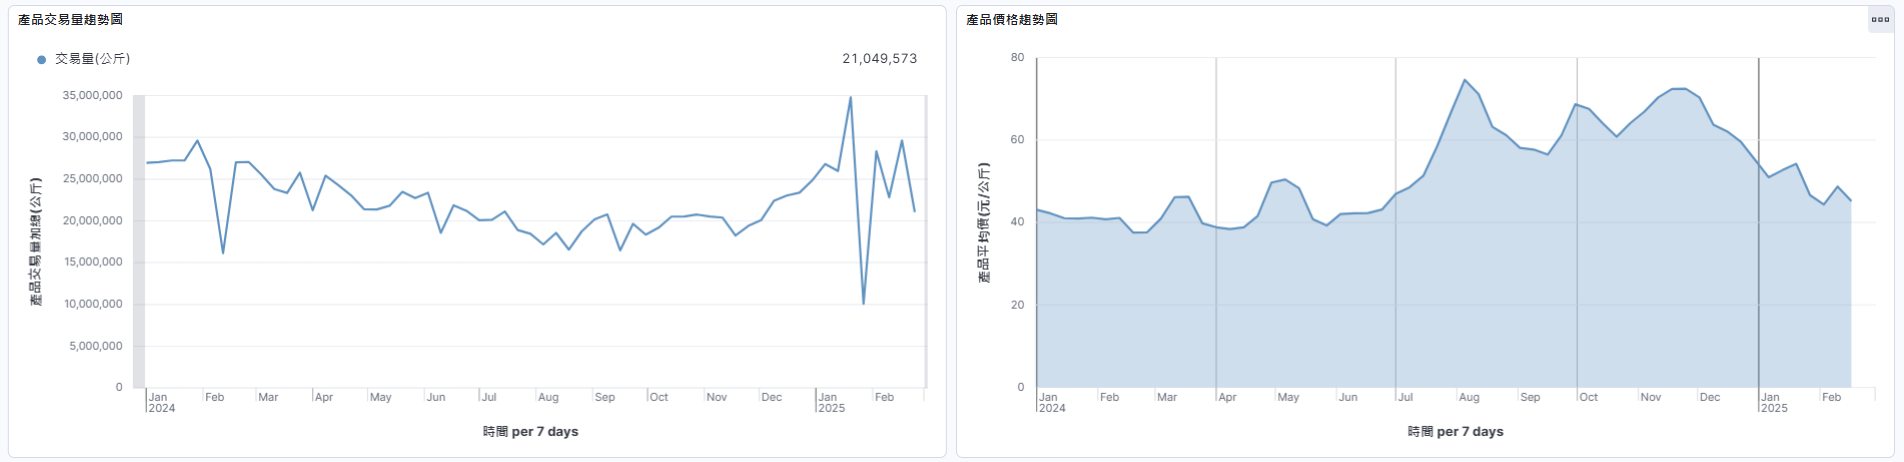 產品交易量趨勢圖
交易量(公斤) 21,049,573
產品交易量加總(公斤)
35,000,000
30,000,000
25,000,000
20,000,000
15,000,000
10,000,000
5,000,000
0
Jan Feb Mar Apr May Jun Jul Aug Sep Oct Nov Dec Jan Feb
2024 2025
時間 per 7 days
產品價格趨勢圖
產品平均價(元/公斤)
80
60
40
20
0
Jan Feb Mar Apr May Jun Jul Aug Sep Oct Nov Dec Jan Feb
2024 2025
時間 per 7 days